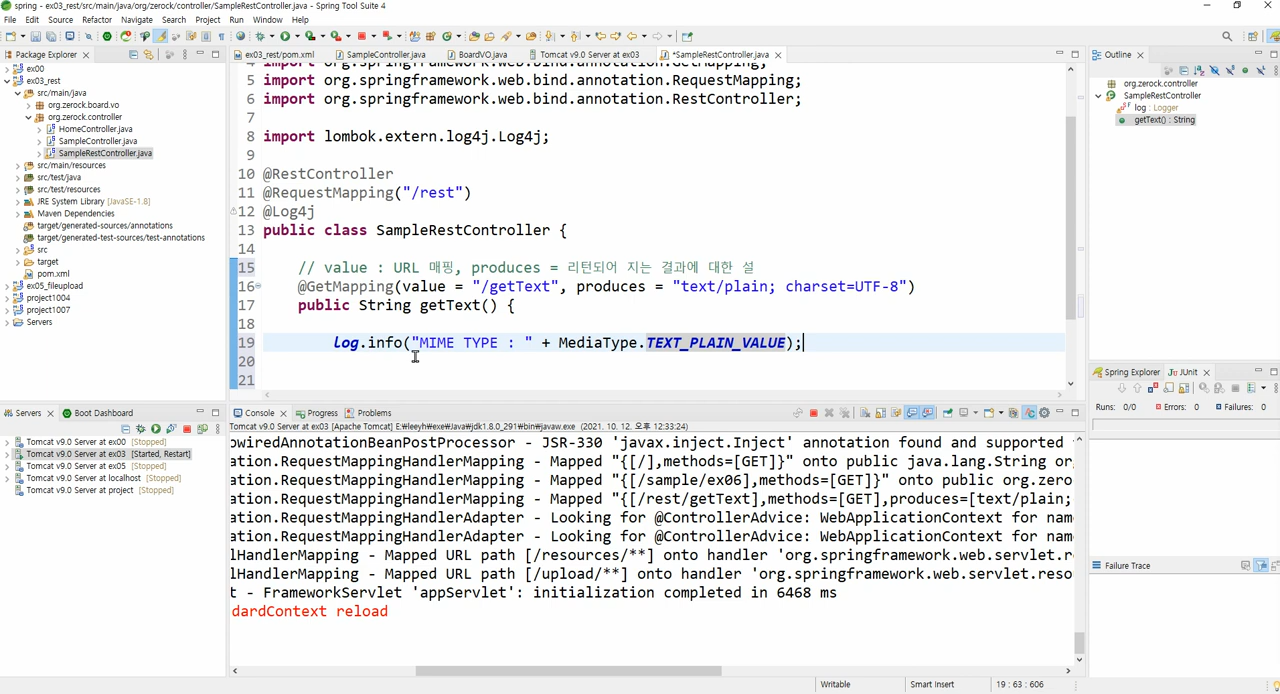 spring - ex03_rest/src/main/java/org/zerock/controller/SampleRestController.java - Spring Tool Suite 4
File Edit Source Refactor Navigate Search Project Run Window Help
Package Explorer
ex00
ex03_rest
src/main/java
org.zerock.board.vo
org.zerock.controller
HomeController.java
SampleController.java
SampleRestController.java
src/main/resources
src/test/java
src/test/resources
JRE System Library [JavaSE-1.8]
Maven Dependencies
target/generated-sources/annotations
target/generated-test-sources/test-annotations
src
target
pom.xml
ex05_fileupload
project1004
project1007
Servers
ex03_rest/pom.xml SampleController.java BoardVO.java Tomcat v9.0 Server at ex03 *SampleRestController.java
4 import org.springframework.web.bind.annotation.GetMapping;
5 import org.springframework.web.bind.annotation.RequestMapping;
6 import org.springframework.web.bind.annotation.RestController;
7
8 import lombok.extern.log4j.Log4j;
9
10 @RestController
11 @RequestMapping("/rest")
12 @Log4j
13 public class SampleRestController {
14
15 // value : URL 매핑, produces = 리턴되어 지는 결과에 대한 설
16 @GetMapping(value = "/getText", produces = "text/plain; charset=UTF-8")
17 public String getText() {
18
19 log.info("MIME TYPE : " + MediaType.TEXT_PLAIN_VALUE);
20
21
Outline
org.zerock.controller
SampleRestController
log : Logger
getText() : String
Spring Explorer JUnit
Runs: 0/0 Errors: 0 Failures: 0
Failure Trace
Servers Boot Dashboard
Tomcat v9.0 Server at ex00 [Stopped]
Tomcat v9.0 Server at ex03 [Started, Restart]
Tomcat v9.0 Server at ex05 [Stopped]
Tomcat v9.0 Server at localhost [Stopped]
Tomcat v9.0 Server at project [Stopped]
Console Progress Problems
Tomcat v9.0 Server at ex03 [Apache Tomcat] E:\leeyh\exe\Java\jdk1.8.0_291\bin\javaw.exe (2021. 10. 12. 오후 12:33:24)
owiredAnnotationBeanPostProcessor - JSR-330 'javax.inject.Inject' annotation found and supported
ation.RequestMappingHandlerMapping - Mapped "{[/],methods=[GET]}" onto public java.lang.String or
ation.RequestMappingHandlerMapping - Mapped "{[/sample/ex06],methods=[GET]}" onto public org.zero
ation.RequestMappingHandlerMapping - Mapped "{[/rest/getText],methods=[GET],produces=[text/plain;
ation.RequestMappingHandlerAdapter - Looking for @ControllerAdvice: WebApplicationContext for nam
ation.RequestMappingHandlerAdapter - Looking for @ControllerAdvice: WebApplicationContext for nam
lHandlerMapping - Mapped URL path [/resources/**] onto handler 'org.springframework.web.servlet.re
lHandlerMapping - Mapped URL path [/upload/**] onto handler 'org.springframework.web.servlet.reso
t - FrameworkServlet 'appServlet': initialization completed in 6468 ms
dardContext reload
Writable Smart Insert 19 : 63 : 606